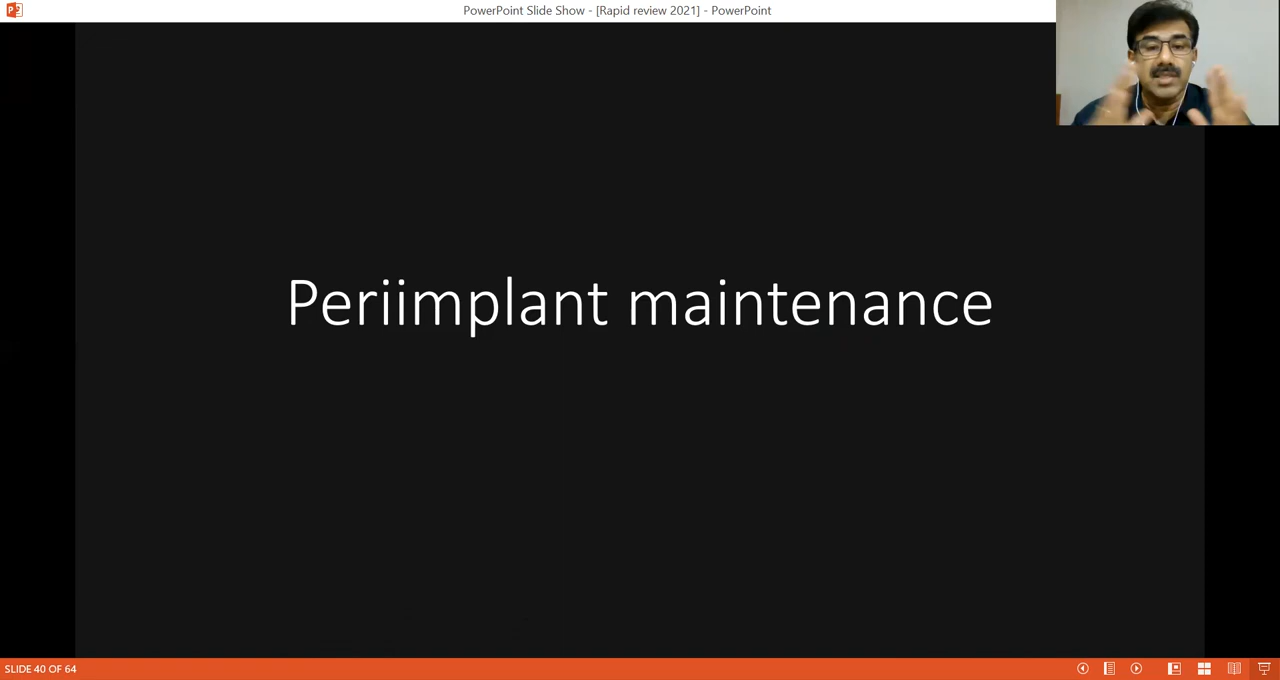 PowerPoint Slide Show - [Rapid review 2021] - PowerPoint
Periimplant maintenance
SLIDE 40 OF 64